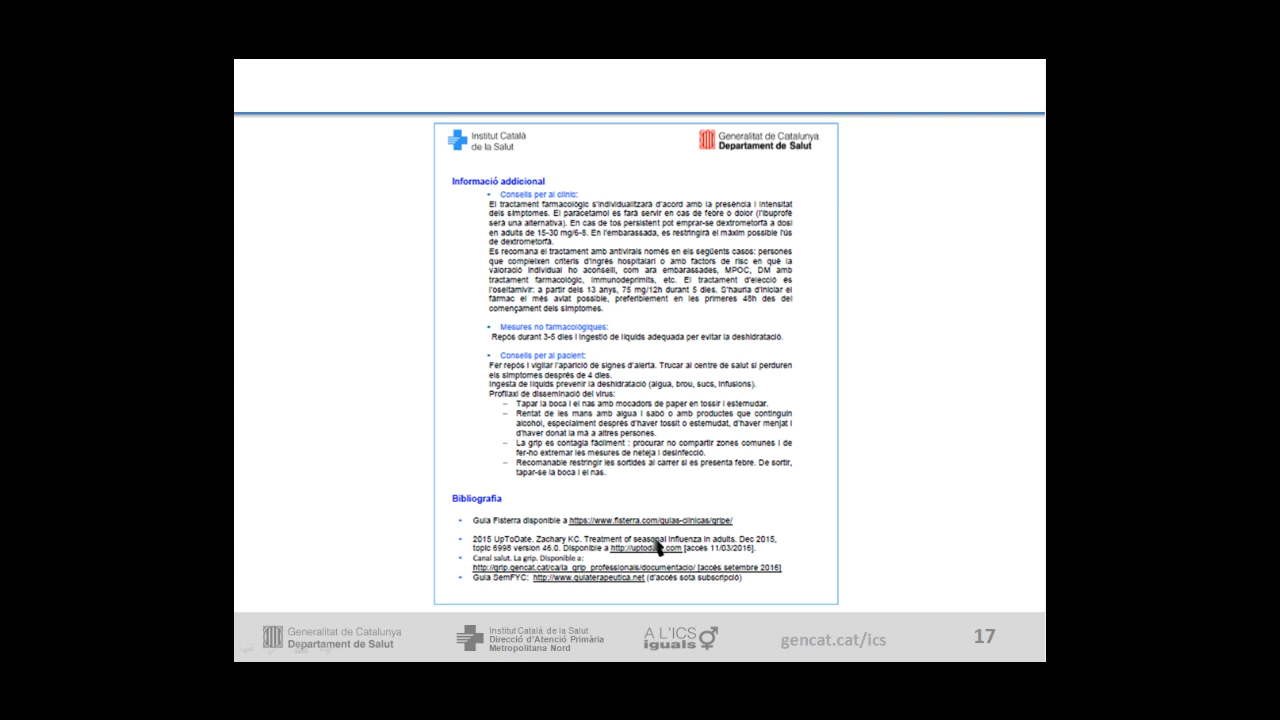 Institut Català
de la Salut
Generalitat de Catalunya
Departament de Salut
Informació addicional
• Consells per al clínic:
El tractament farmacològic s'individualitzarà d'acord amb la presència i intensitat
dels símptomes. El paracetamol es farà servir en cas de febre o dolor (l'ibuprofè
serà una alternativa). En cas de tos persistent pot emprar-se dextrometorfà a dosi
en adults de 15-30 mg/6-8. En l'embarassada, es restringirà el màxim possible l'ús
de dextrometorfà.
Es recomana el tractament amb antivirals només en els següents casos: persones
que compleixen criteris d'ingrés hospitalari o amb factors de risc en què la
valoració individual ho aconselli, com ara embarassades, MPOC, DM amb
tractament farmacològic, immunodeprimits, etc. El tractament d'elecció és
l'oseltamivir: a partir dels 13 anys, 75 mg/12h durant 5 dies. S'hauria d'iniciar el
fàrmac el més aviat possible, preferiblement en les primeres 48h des del
començament dels símptomes.
• Mesures no farmacològiques:
Repòs durant 3-5 dies i ingestió de líquids adequada per evitar la deshidratació.
• Consells per al pacient:
Fer repòs i vigilar l'aparició de signes d'alerta. Trucar al centre de salut si perduren
els símptomes després de 4 dies.
Ingesta de líquids prevenir la deshidratació (aigua, brou, sucs, infusions).
Profilaxi de disseminació del virus:
– Tapar la boca i el nas amb mocadors de paper en tossir i esternudar.
– Rentat de les mans amb aigua i sabó o amb productes que continguin
alcohol, especialment després d'haver tossit o esternudat, d'haver menjat i
d'haver donat la mà a altres persones.
– La grip es contagia fàcilment : procurar no compartir zones comunes i de
fer-ho extremar les mesures de neteja i desinfecció.
– Recomanable restringir les sortides al carrer si es presenta febre. De sortir,
tapar-se la boca i el nas.
Bibliografia
• Guia Fisterra disponible a https://www.fisterra.com/guias-clinicas/gripe/
• 2015 UpToDate. Zachary KC. Treatment of seasonal influenza in adults. Dec 2015,
topic 6998 version 46.0. Disponible a http://uptodate.com [accés 11/03/2016].
• Canal salut. La grip. Disponible a:
http://grip.gencat.cat/ca/la_grip_professionals/documentacio/ [accés setembre 2016]
• Guia SemFYC: http://www.guiaterapeutica.net (d'accés sota subscripció)
Generalitat de Catalunya
Departament de Salut
Institut Català de la Salut
Direcció d'Atenció Primària
Metropolitana Nord
A L'ICS
iguals
gencat.cat/ics
17